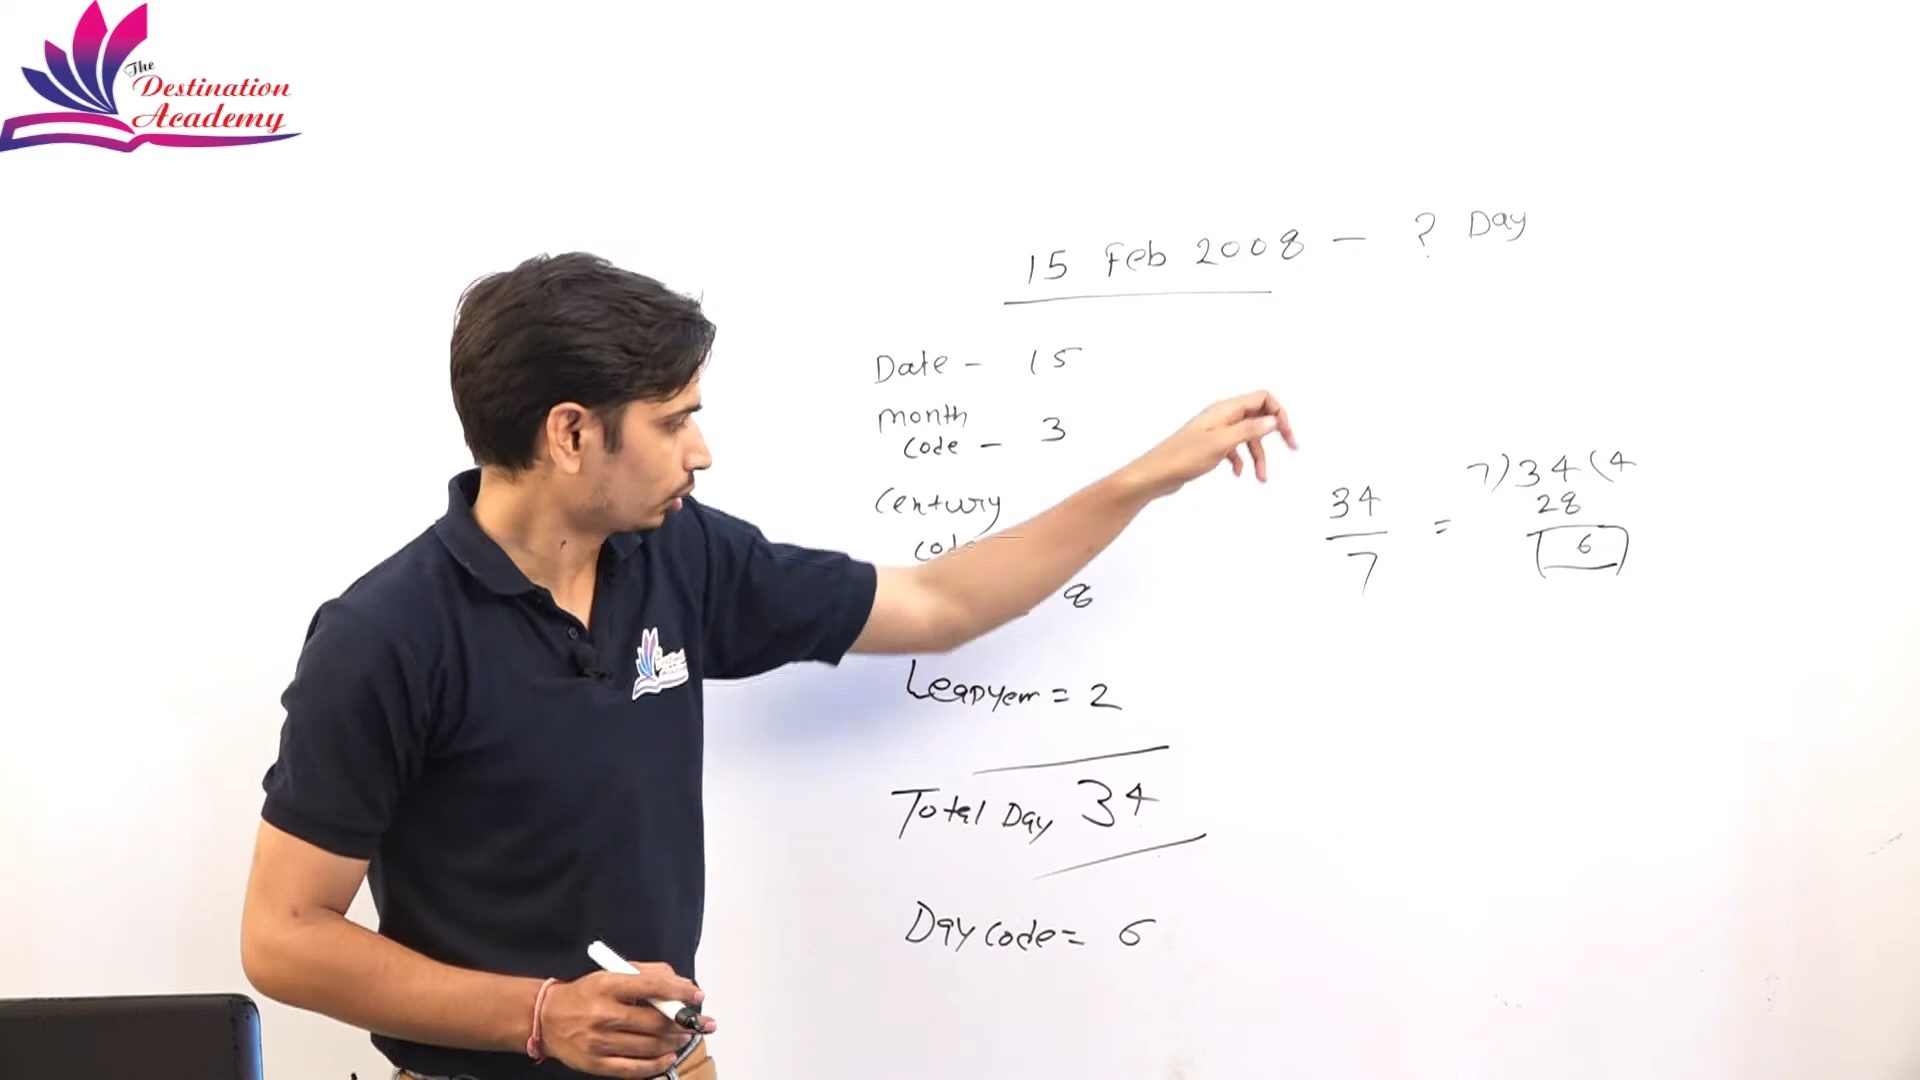 The
Destination
Academy
15 Feb 2008 - ? Day
Date - 15
month
code - 3
Century
code
8
Leapyear = 2
Total Day 34
Day code = 6
34
7
=
7)34(4
28
6